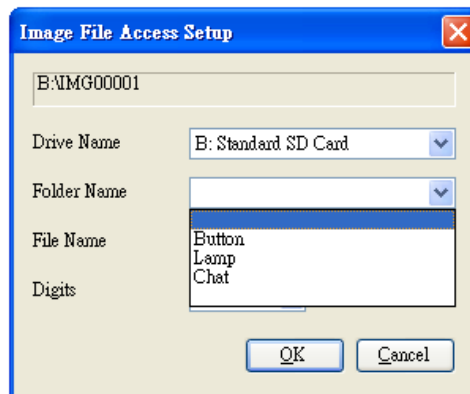 Image File Access Setup
B:\IMG00001
Drive Name
B: Standard SD Card
Folder Name
File Name
Button
Lamp
Chat
Digits
OK
Cancel